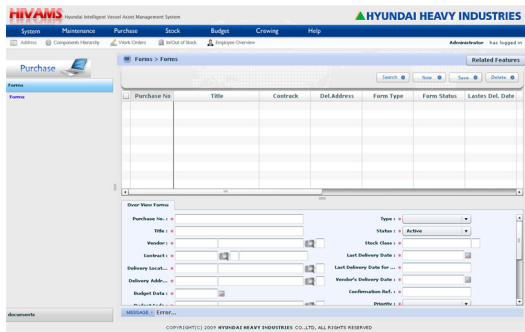 HIVAMS Hyundai Intelligent Vessel Asset Management System
HYUNDAI HEAVY INDUSTRIES
System Maintenance Purchase Stock Budget Crewing Help
Address Components Hierarchy Work Orders In/Out of Stock Employee Overview Administrator has logged in
Purchase
Forms
Forms
Forms > Forms Related Features
Search New Save Delete
Purchase No Title Contrack Del.Address Form Type Form Status Lastes Del. Date
Over View Forms
Purchase No. : * Type : *
Title : * Status : * Active
Vendor : * Stock Class : *
Contract : * Last Delivery Date : *
Delivery Locat... * Last Delivery Date for ... *
Delivery Addr... * Vendor's Delivery Date : *
Budget Data : * Confirmation Ref. : *
Priority : *
documents
MESSAGE : Error...
COPYRIGHT(C) 2009 HYUNDAI HEAVY INDUSTRIES CO.,LTD, ALL RIGHTS RESERVED